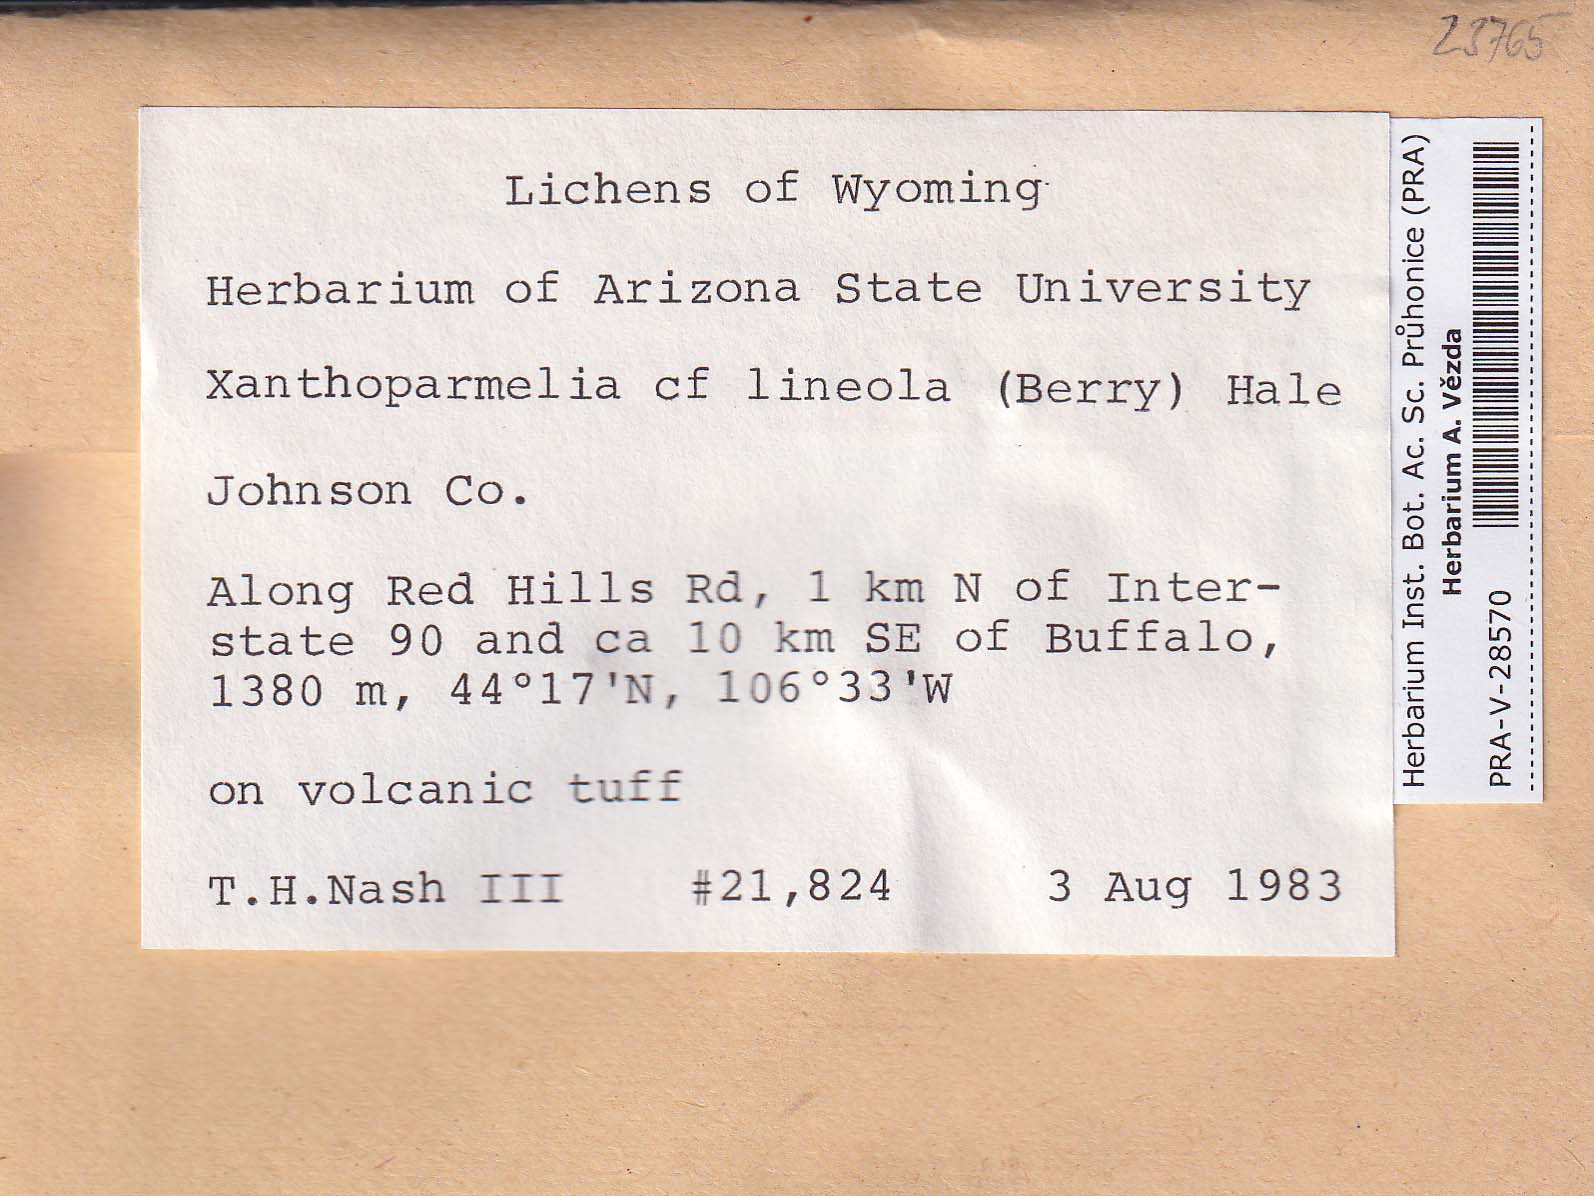 23765
Lichens of Wyoming
Herbarium of Arizona State University
Xanthoparmelia cf lineola (Berry) Hale
Johnson Co.
Along Red Hills Rd, 1 km N of Inter-
state 90 and ca 10 km SE of Buffalo,
1380 m, 44°17'N, 106°33'W
on volcanic tuff
T.H.Nash III #21,824 3 Aug 1983
Herbarium Inst. Bot. Ac. Sc. Průhonice (PRA)
Herbarium A. Vězda
PRA-V-28570